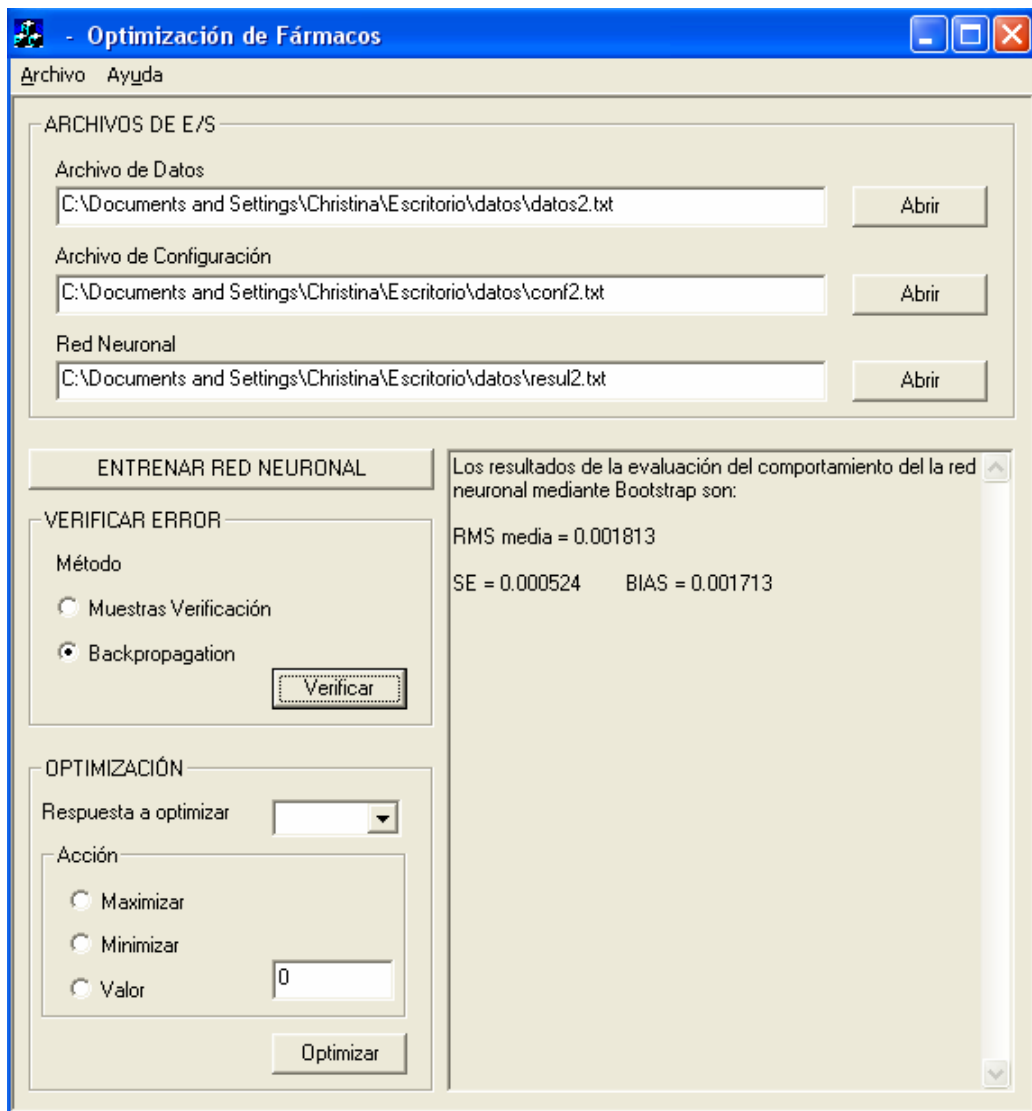 - Optimización de Fármacos
Archivo Ayuda
ARCHIVOS DE E/S
Archivo de Datos
C:\Documents and Settings\Christina\Escritorio\datos\datos2.txt
Abrir
Archivo de Configuración
C:\Documents and Settings\Christina\Escritorio\datos\conf2.txt
Abrir
Red Neuronal
C:\Documents and Settings\Christina\Escritorio\datos\resul2.txt
Abrir
ENTRENAR RED NEURONAL
VERIFICAR ERROR
Método
Muestras Verificación
Backpropagation
Verificar
OPTIMIZACIÓN
Respuesta a optimizar
Acción
Maximizar
Minimizar
Valor
0
Optimizar
Los resultados de la evaluación del comportamiento del la red
neuronal mediante Bootstrap son:
RMS media = 0.001813
SE = 0.000524 BIAS = 0.001713